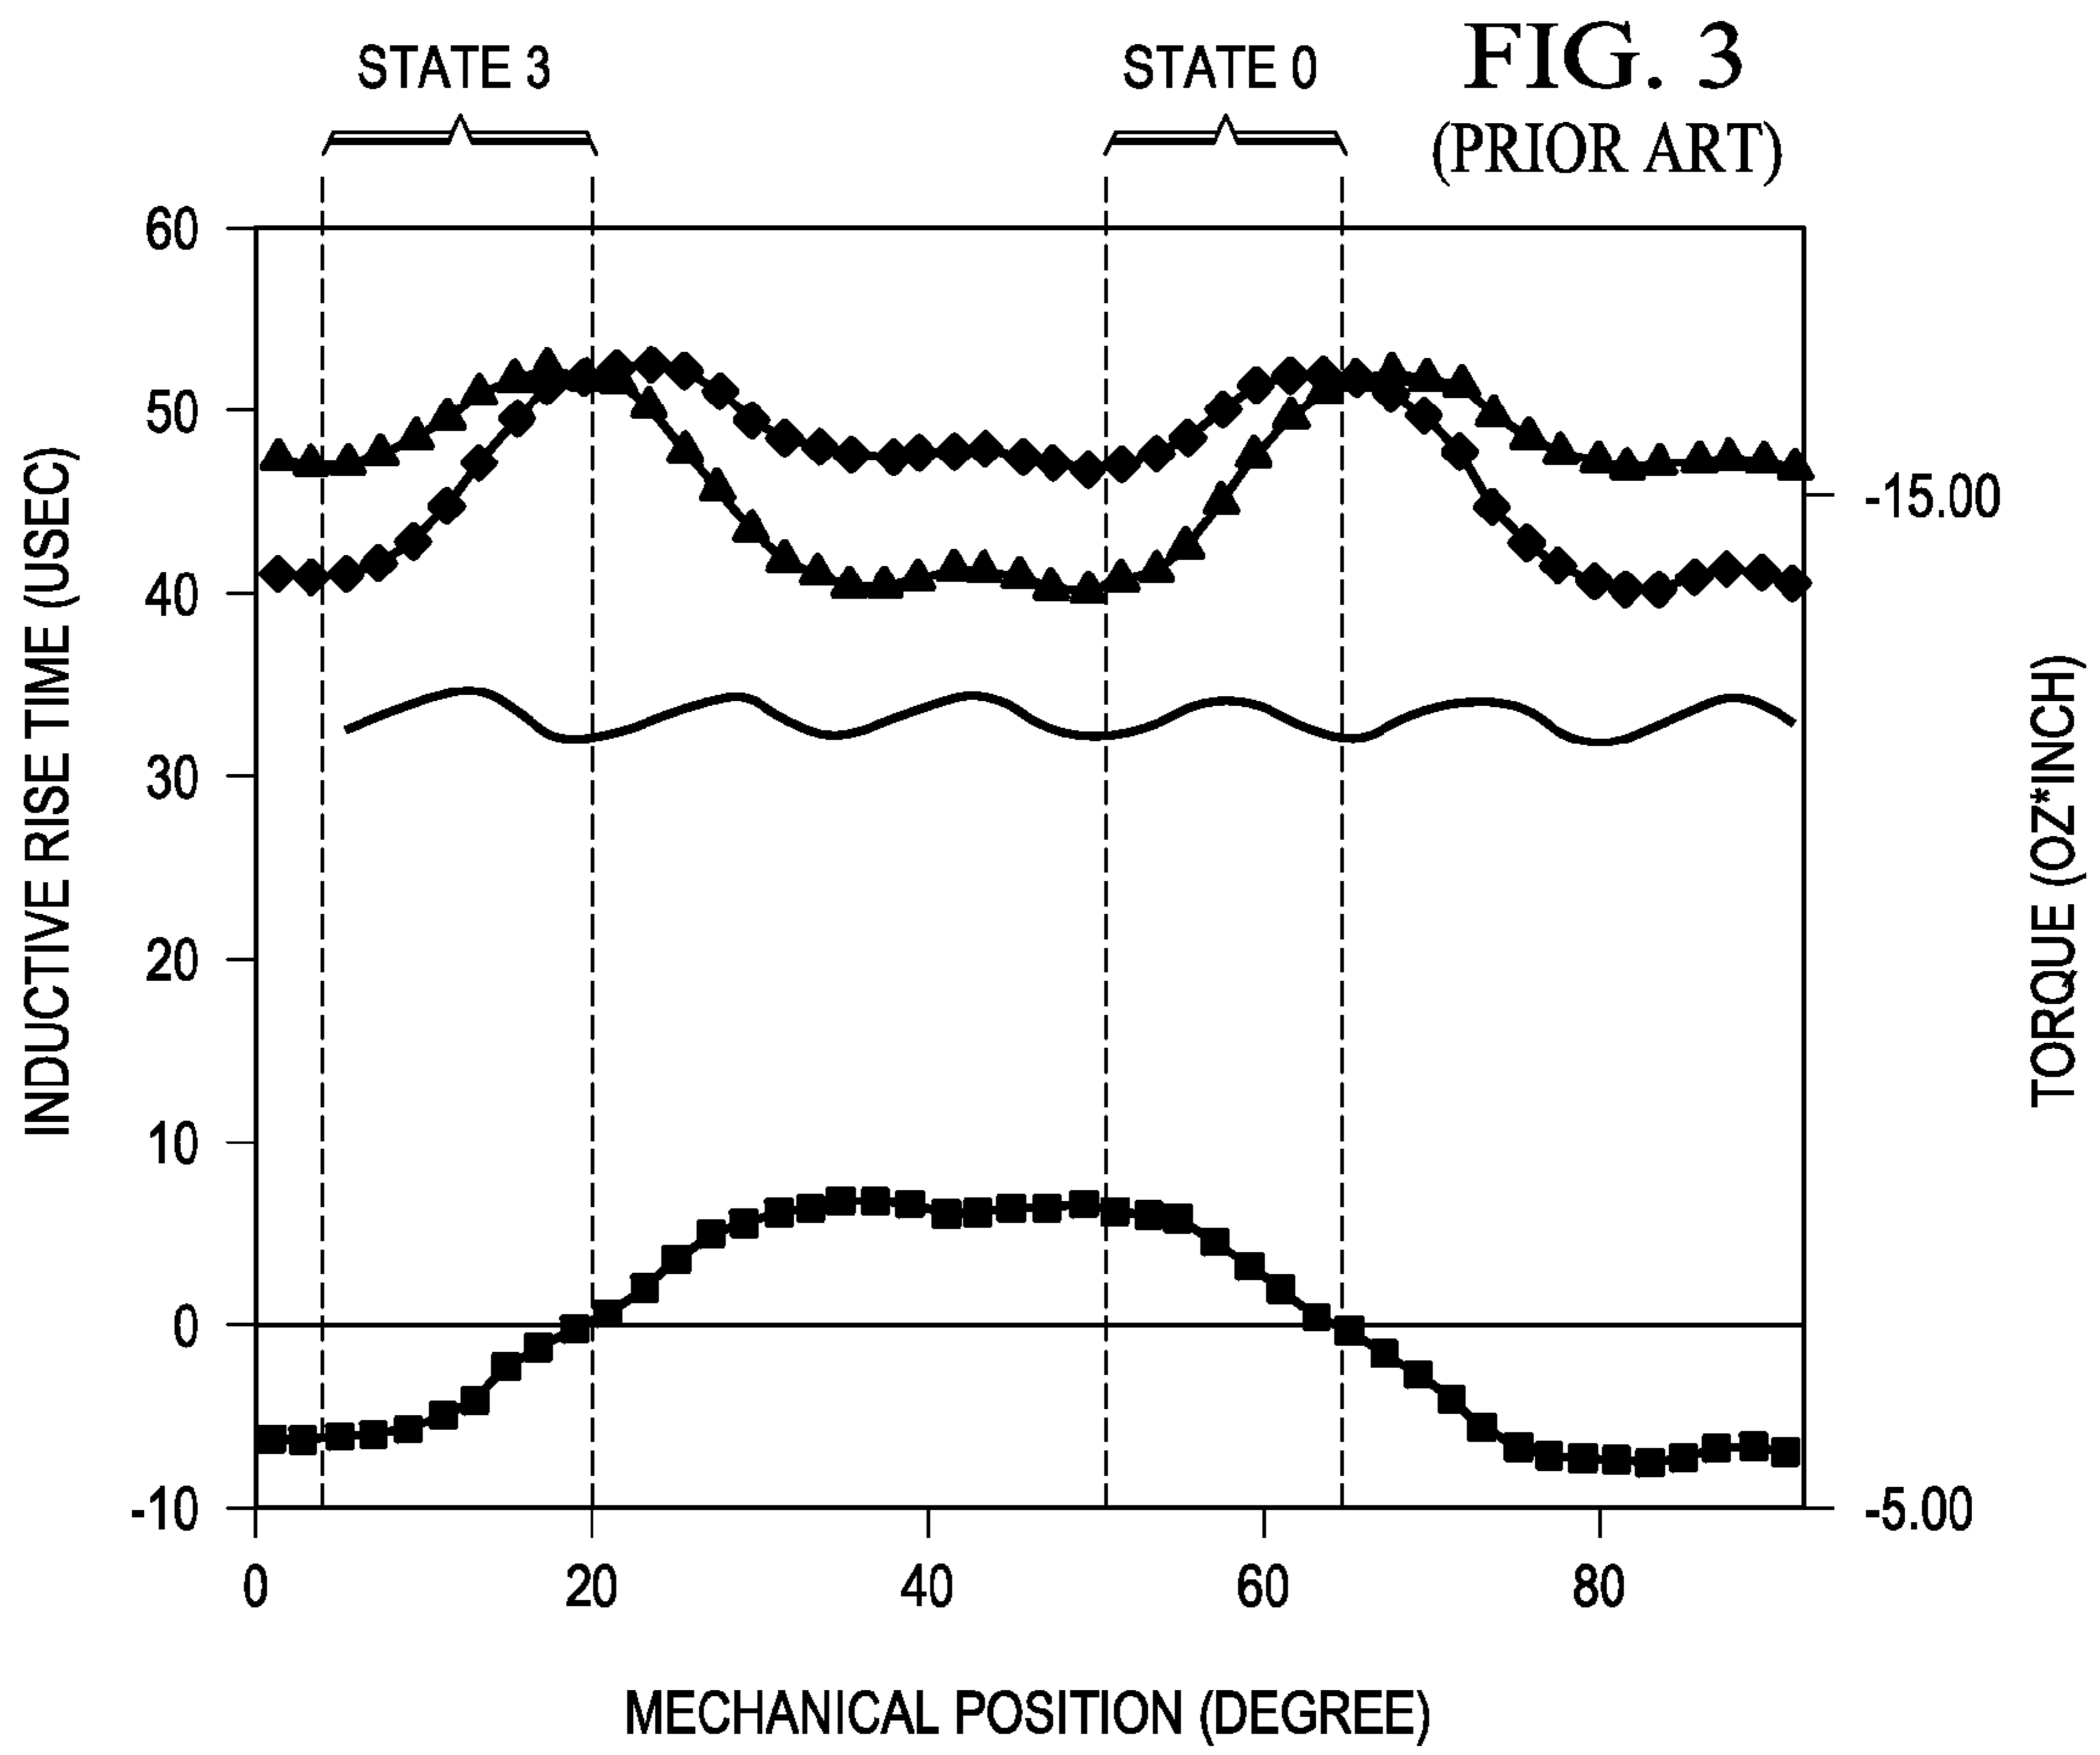 STATE 3
STATE 0
FIG. 3
(PRIOR ART)
INDUCTIVE RISE TIME (USEC)
60
50
40
30
20
10
0
-10
0
20
40
60
80
MECHANICAL POSITION (DEGREE)
-15.00
-5.00
TORQUE (OZ*INCH)